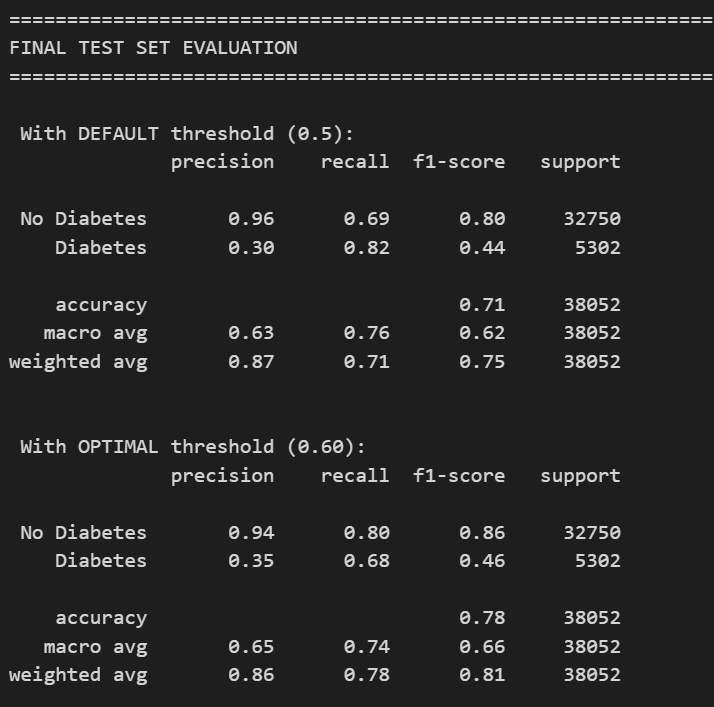 =============================================================
FINAL TEST SET EVALUATION
=============================================================
With DEFAULT threshold (0.5):
precision recall f1-score support
No Diabetes 0.96 0.69 0.80 32750
Diabetes 0.30 0.82 0.44 5302
accuracy 0.71 38052
macro avg 0.63 0.76 0.62 38052
weighted avg 0.87 0.71 0.75 38052
With OPTIMAL threshold (0.60):
precision recall f1-score support
No Diabetes 0.94 0.80 0.86 32750
Diabetes 0.35 0.68 0.46 5302
accuracy 0.78 38052
macro avg 0.65 0.74 0.66 38052
weighted avg 0.86 0.78 0.81 38052